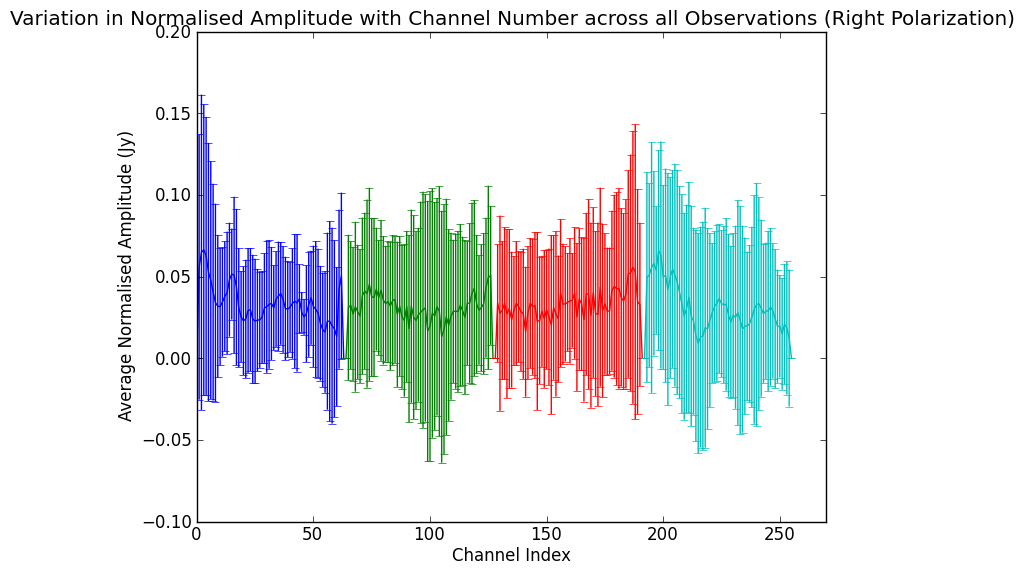 Variation in Normalised Amplitude with Channel Number across all Observations (Right Polarization)
0.20
0.15
0.10
0.05
0.00
−0.05
−0.10
Average Normalised Amplitude (Jy)
0 50 100 150 200 250
Channel Index